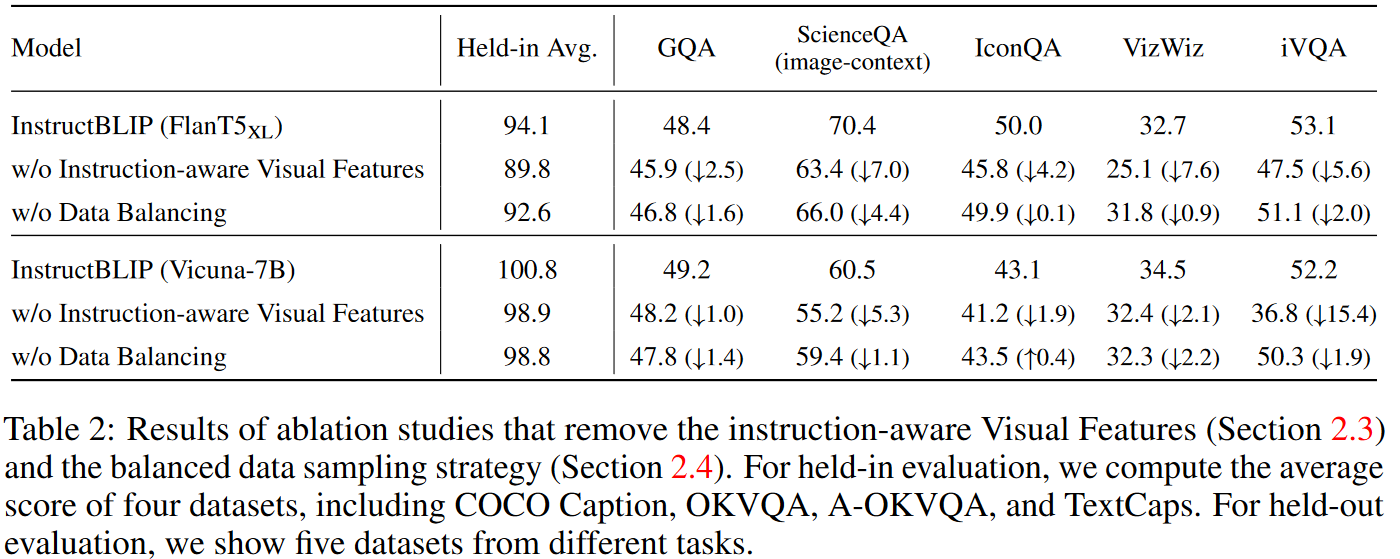 Model Held-in Avg. GQA ScienceQA (image-context) IconQA VizWiz iVQA
InstructBLIP (FlanT5XL) 94.1 48.4 70.4 50.0 32.7 53.1
w/o Instruction-aware Visual Features 89.8 45.9 (↓2.5) 63.4 (↓7.0) 45.8 (↓4.2) 25.1 (↓7.6) 47.5 (↓5.6)
w/o Data Balancing 92.6 46.8 (↓1.6) 66.0 (↓4.4) 49.9 (↓0.1) 31.8 (↓0.9) 51.1 (↓2.0)
InstructBLIP (Vicuna-7B) 100.8 49.2 60.5 43.1 34.5 52.2
w/o Instruction-aware Visual Features 98.9 48.2 (↓1.0) 55.2 (↓5.3) 41.2 (↓1.9) 32.4 (↓2.1) 36.8 (↓15.4)
w/o Data Balancing 98.8 47.8 (↓1.4) 59.4 (↓1.1) 43.5 (↑0.4) 32.3 (↓2.2) 50.3 (↓1.9)
Table 2: Results of ablation studies that remove the instruction-aware Visual Features (Section 2.3)
and the balanced data sampling strategy (Section 2.4). For held-in evaluation, we compute the average
score of four datasets, including COCO Caption, OKVQA, A-OKVQA, and TextCaps. For held-out
evaluation, we show five datasets from different tasks.